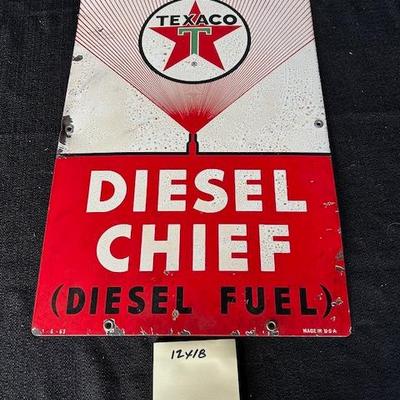 TEXACO
T
®
DIESEL
CHIEF
(DIESEL FUEL)
MADE IN U-S-A
12x18